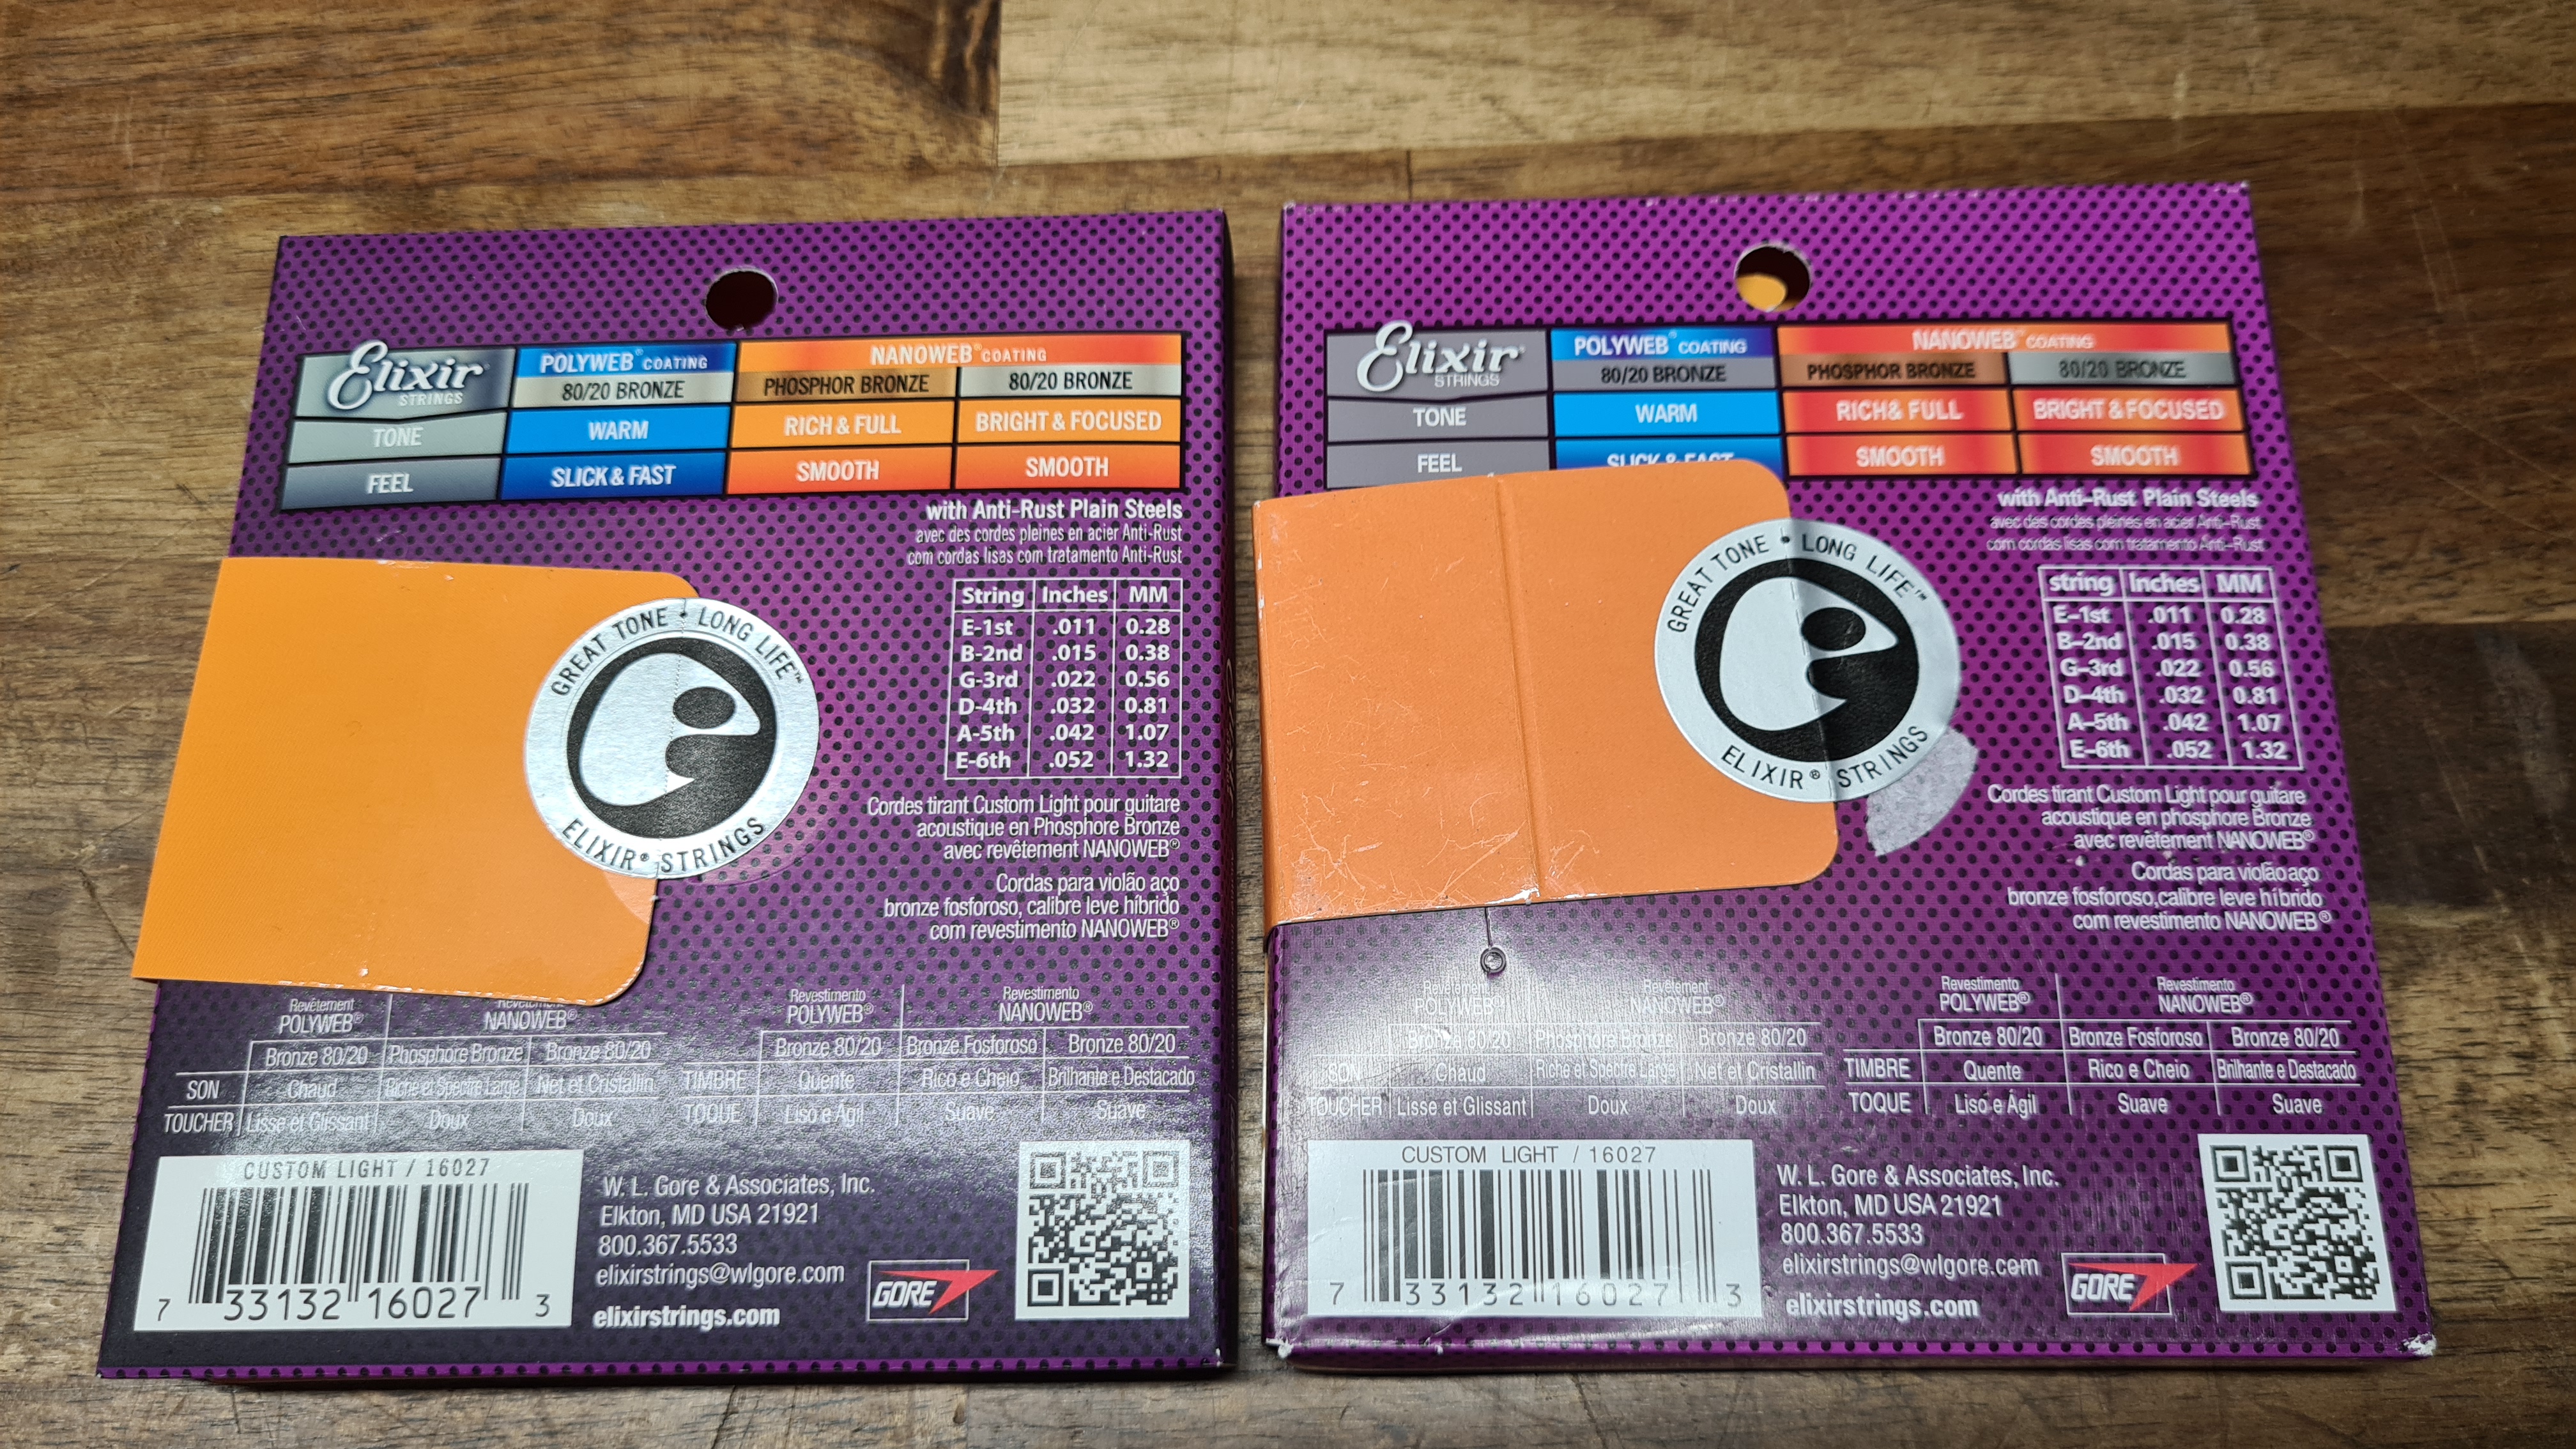 Elixir®
STRINGS
POLYWEB® COATING
NANOWEB™ COATING
80/20 BRONZE
PHOSPHOR BRONZE
80/20 BRONZE
TONE
WARM
RICH & FULL
BRIGHT & FOCUSED
FEEL
SLICK & FAST
SMOOTH
SMOOTH
with Anti-Rust Plain Steels
avec des cordes pleines en acier Anti-Rust
com cordas lisas com tratamento Anti-Rust
GREAT TONE • LONG LIFE™
ELIXIR® STRINGS
String Inches MM
E-1st .011 0.28
B-2nd .015 0.38
G-3rd .022 0.56
D-4th .032 0.81
A-5th .042 1.07
E-6th .052 1.32
Cordes tirant Custom Light pour guitare
acoustique en Phosphore Bronze
avec revêtement NANOWEB®
Cordas para violão aço
bronze fosforoso, calibre leve híbrido
com revestimento NANOWEB®
Revêtement
POLYWEB®
Revêtement
NANOWEB®
Bronze 80/20
Phosphore Bronze
Bronze 80/20
SON
Chaud
Riche et Spectre Large
Net et Cristallin
TOUCHER
Lisse et Glissant
Doux
Doux
Revestimento
POLYWEB®
Revestimento
NANOWEB®
Bronze 80/20
Bronze Fosforoso
Bronze 80/20
TIMBRE
Quente
Rico e Cheio
Brilhante e Destacado
TOQUE
Liso e Ágil
Suave
Suave
CUSTOM LIGHT / 16027
7 33132 16027 3
W. L. Gore & Associates, Inc.
Elkton, MD USA 21921
800.367.5533
elixirstrings@wlgore.com
elixirstrings.com
GORE
Elixir®
STRINGS
POLYWEB® COATING
NANOWEB™ COATING
80/20 BRONZE
PHOSPHOR BRONZE
80/20 BRONZE
TONE
WARM
RICH& FULL
BRIGHT & FOCUSED
FEEL
SLICK & FAST
SMOOTH
SMOOTH
with Anti-Rust Plain Steels
avec des cordes pleines en acier Anti-Rust
com cordas lisas com tratamento Anti-Rust
GREAT TONE • LONG LIFE™
ELIXIR® STRINGS
string Inches MM
E-1st .011 0.28
B-2nd .015 0.38
G-3rd .022 0.56
D-4th .032 0.81
A-5th .042 1.07
E-6th .052 1.32
Cordes tirant Custom Light pour guitare
acoustique en phosphore Bronze
avec revêtement NANOWEB®
Cordas para violão aço
bronze fosforoso,calibre leve híbrido
com revestimento NANOWEB®
Revêtement
POLYWEB®
Revêtement
NANOWEB®
Bronze 80/20
Phosphore Bronze
Bronze 80/20
SON
Chaud
Riche et Spectre Large
Net et Cristallin
TOUCHER
Lisse et Glissant
Doux
Doux
Revestimento
POLYWEB®
Revestimento
NANOWEB®
Bronze 80/20
Bronze Fosforoso
Bronze 80/20
TIMBRE
Quente
Rico e Cheio
Brilhante e Destacado
TOQUE
Liso e Ágil
Suave
Suave
CUSTOM LIGHT / 16027
7 33132 16027 3
W. L. Gore & Associates, Inc.
Elkton, MD USA 21921
800.367.5533
elixirstrings@wlgore.com
elixirstrings.com
GORE